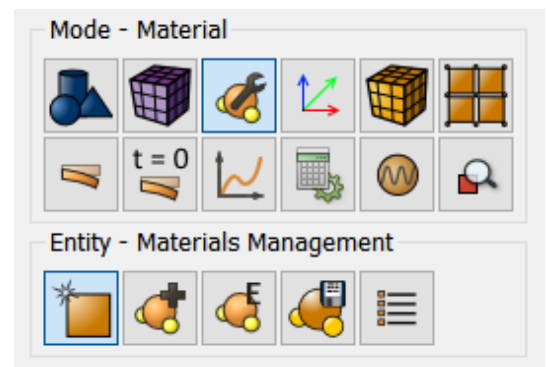 Mode - Material
t = 0
Entity - Materials Management
E